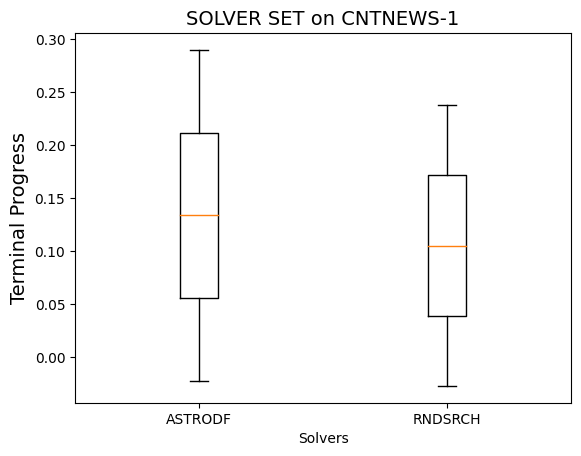 SOLVER SET on CNTNEWS-1
Terminal Progress
0.30
0.25
0.20
0.15
0.10
0.05
0.00
ASTRODF RNDSRCH
Solvers